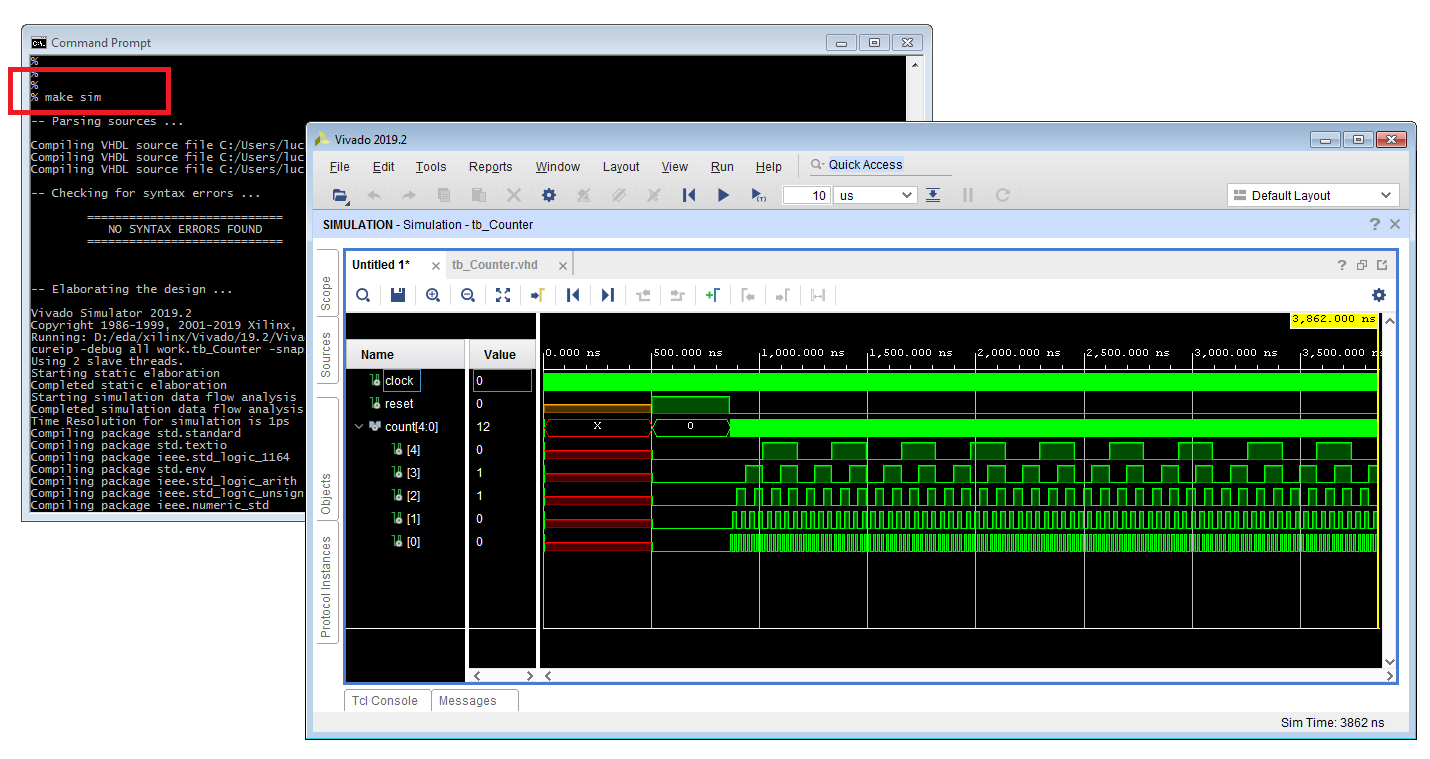 Command Prompt
%
%
%
% make sim
-- Parsing sources ...
Compiling VHDL source file C:/Users/luc
Compiling VHDL source file C:/Users/luc
Compiling VHDL source file C:/Users/luc
-- Checking for syntax errors ...
============================
NO SYNTAX ERRORS FOUND
============================
-- Elaborating the design ...
Vivado Simulator 2019.2
Copyright 1986-1999, 2001-2019 Xilinx,
Running: D:/eda/xilinx/Vivado/19.2/Viva
cureip -debug all work.tb_Counter -snap
Using 2 slave threads.
Starting static elaboration
Completed static elaboration
Starting simulation data flow analysis
Completed simulation data flow analysis
Time Resolution for simulation is 1ps
Compiling package std.standard
Compiling package std.textio
Compiling package ieee.std_logic_1164
Compiling package std.env
Compiling package ieee.std_logic_arith
Compiling package ieee.std_logic_unsign
Compiling package ieee.numeric_std
Vivado 2019.2
File Edit Tools Reports Window Layout View Run Help Quick Access
10 us Default Layout
SIMULATION - Simulation - tb_Counter
Scope
Sources
Objects
Protocol Instances
Untitled 1* tb_Counter.vhd
3,862.000 ns
Name Value 0.000 ns 500.000 ns 1,000.000 ns 1,500.000 ns 2,000.000 ns 2,500.000 ns 3,000.000 ns 3,500.000 n
clock 0
reset 0
count[4:0] 12 X 0
[4] 0
[3] 1
[2] 1
[1] 0
[0] 0
Tcl Console Messages
Sim Time: 3862 ns